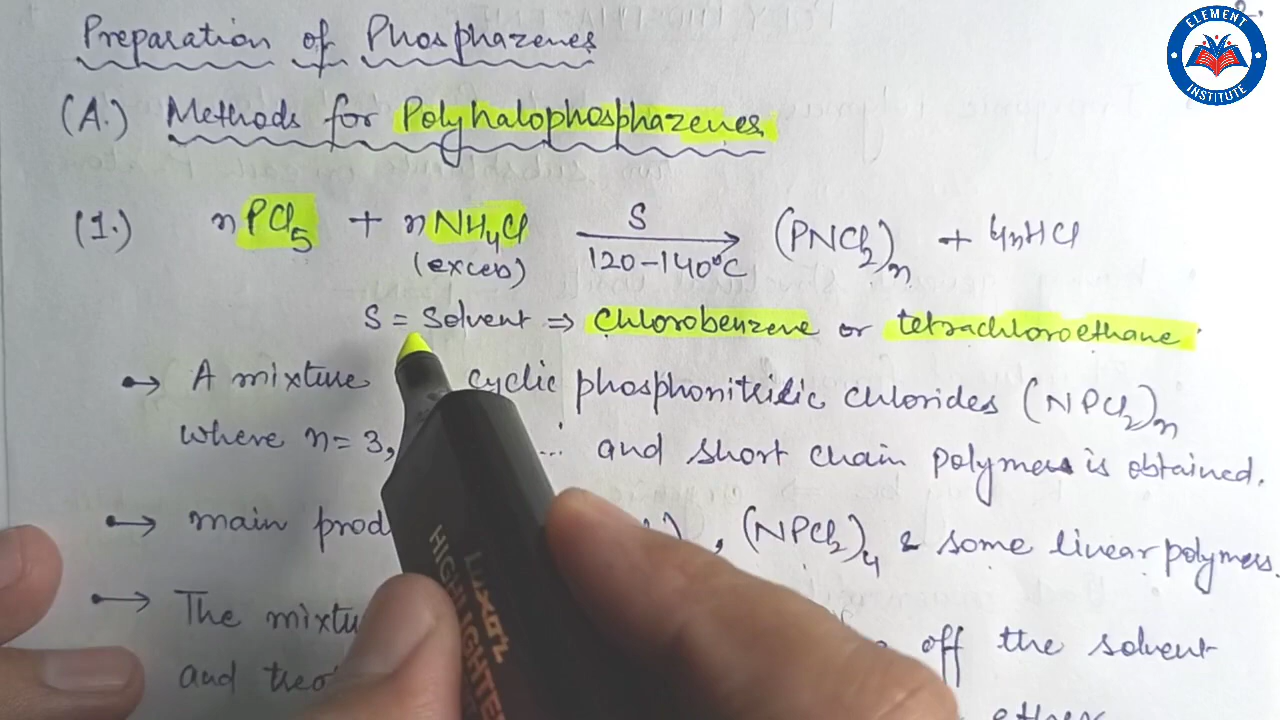 ELEMENT
INSTITUTE
Preparation of Phosphazenes
(A.) Methods for Polyhalophosphazenes
(1.) nPCl5 + nNH4Cl S (PNCl2)n + 4nHCl
(excess) 120-140°C
S = Solvent ⇒ Chlorobenzene or tetrachloroethane
→ A mixture cyclic phosphonitrilic chlorides (NPCl2)n
where n=3, ... and short chain polymers is obtained.
→ main prod , (NPCl2)4 & some linear polymers.
→ The mixtu off the solvent
and ether
LUXOR